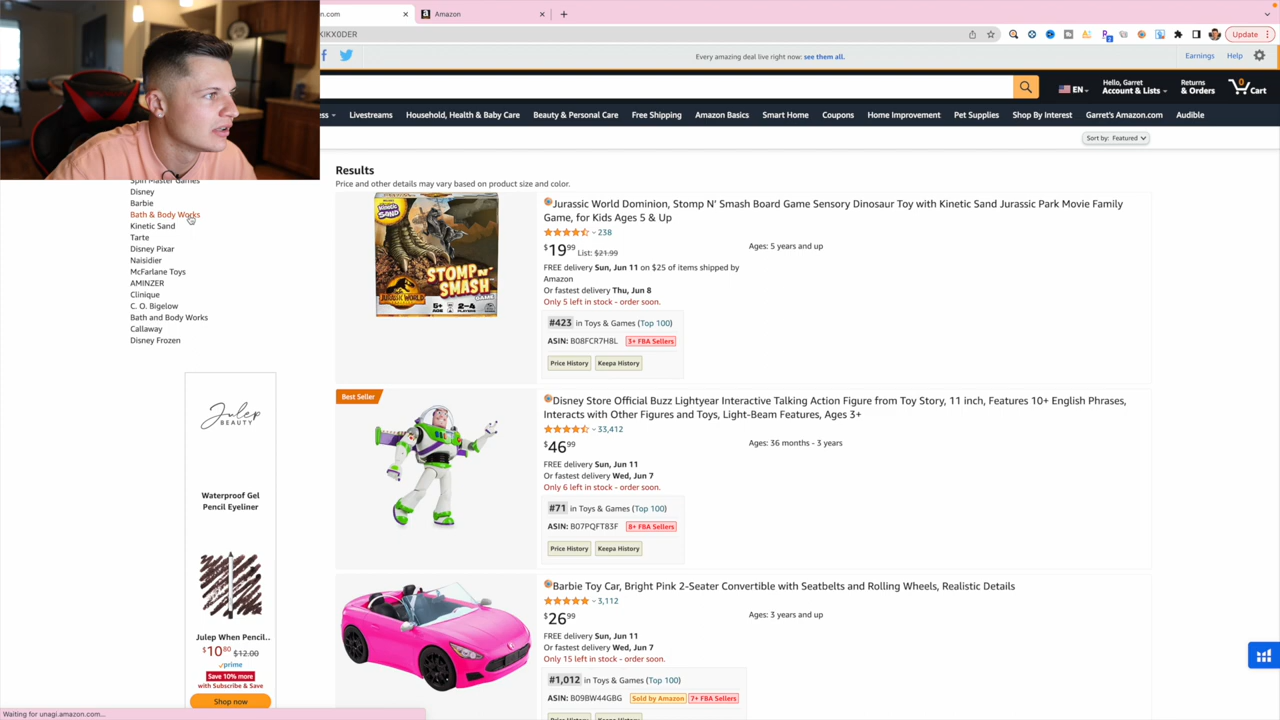 n.com
Amazon
KIKX0DER
Update
Every amazing deal live right now: see them all.
Earnings
Help
EN
Hello, Garret
Account & Lists
Returns
& Orders
0
Cart
Livestreams
Household, Health & Baby Care
Beauty & Personal Care
Free Shipping
Amazon Basics
Smart Home
Coupons
Home Improvement
Pet Supplies
Shop By Interest
Garret's Amazon.com
Audible
Sort by: Featured
Spin Master Games
Disney
Barbie
Bath & Body Works
Kinetic Sand
Tarte
Disney Pixar
Naisidier
McFarlane Toys
AMINZER
Clinique
C. O. Bigelow
Bath and Body Works
Callaway
Disney Frozen
Julep
BEAUTY
Waterproof Gel
Pencil Eyeliner
Julep When Pencil..
$10 80 $12.00
prime
Save 10% more
with Subscribe & Save
Shop now
Waiting for unagi.amazon.com...
Results
Price and other details may vary based on product size and color.
STOMP N'
SMASH
Jurassic World Dominion, Stomp N' Smash Board Game Sensory Dinosaur Toy with Kinetic Sand Jurassic Park Movie Family
Game, for Kids Ages 5 & Up
238
$19 99 List: $21.99
Ages: 5 years and up
FREE delivery Sun, Jun 11 on $25 of items shipped by
Amazon
Or fastest delivery Thu, Jun 8
Only 5 left in stock - order soon.
#423 in Toys & Games (Top 100)
ASIN: B08FCR7H8L 3+ FBA Sellers
Price History Keepa History
Best Seller
Disney Store Official Buzz Lightyear Interactive Talking Action Figure from Toy Story, 11 inch, Features 10+ English Phrases,
Interacts with Other Figures and Toys, Light-Beam Features, Ages 3+
33,412
$46 99
Ages: 36 months - 3 years
FREE delivery Sun, Jun 11
Or fastest delivery Wed, Jun 7
Only 6 left in stock - order soon.
#71 in Toys & Games (Top 100)
ASIN: B07PQFT83F 8+ FBA Sellers
Price History Keepa History
Barbie Toy Car, Bright Pink 2-Seater Convertible with Seatbelts and Rolling Wheels, Realistic Details
3,112
$26 99
Ages: 3 years and up
FREE delivery Sun, Jun 11
Or fastest delivery Wed, Jun 7
Only 15 left in stock - order soon.
#1,012 in Toys & Games (Top 100)
ASIN: B09BW44GBG Sold by Amazon 7+ FBA Sellers